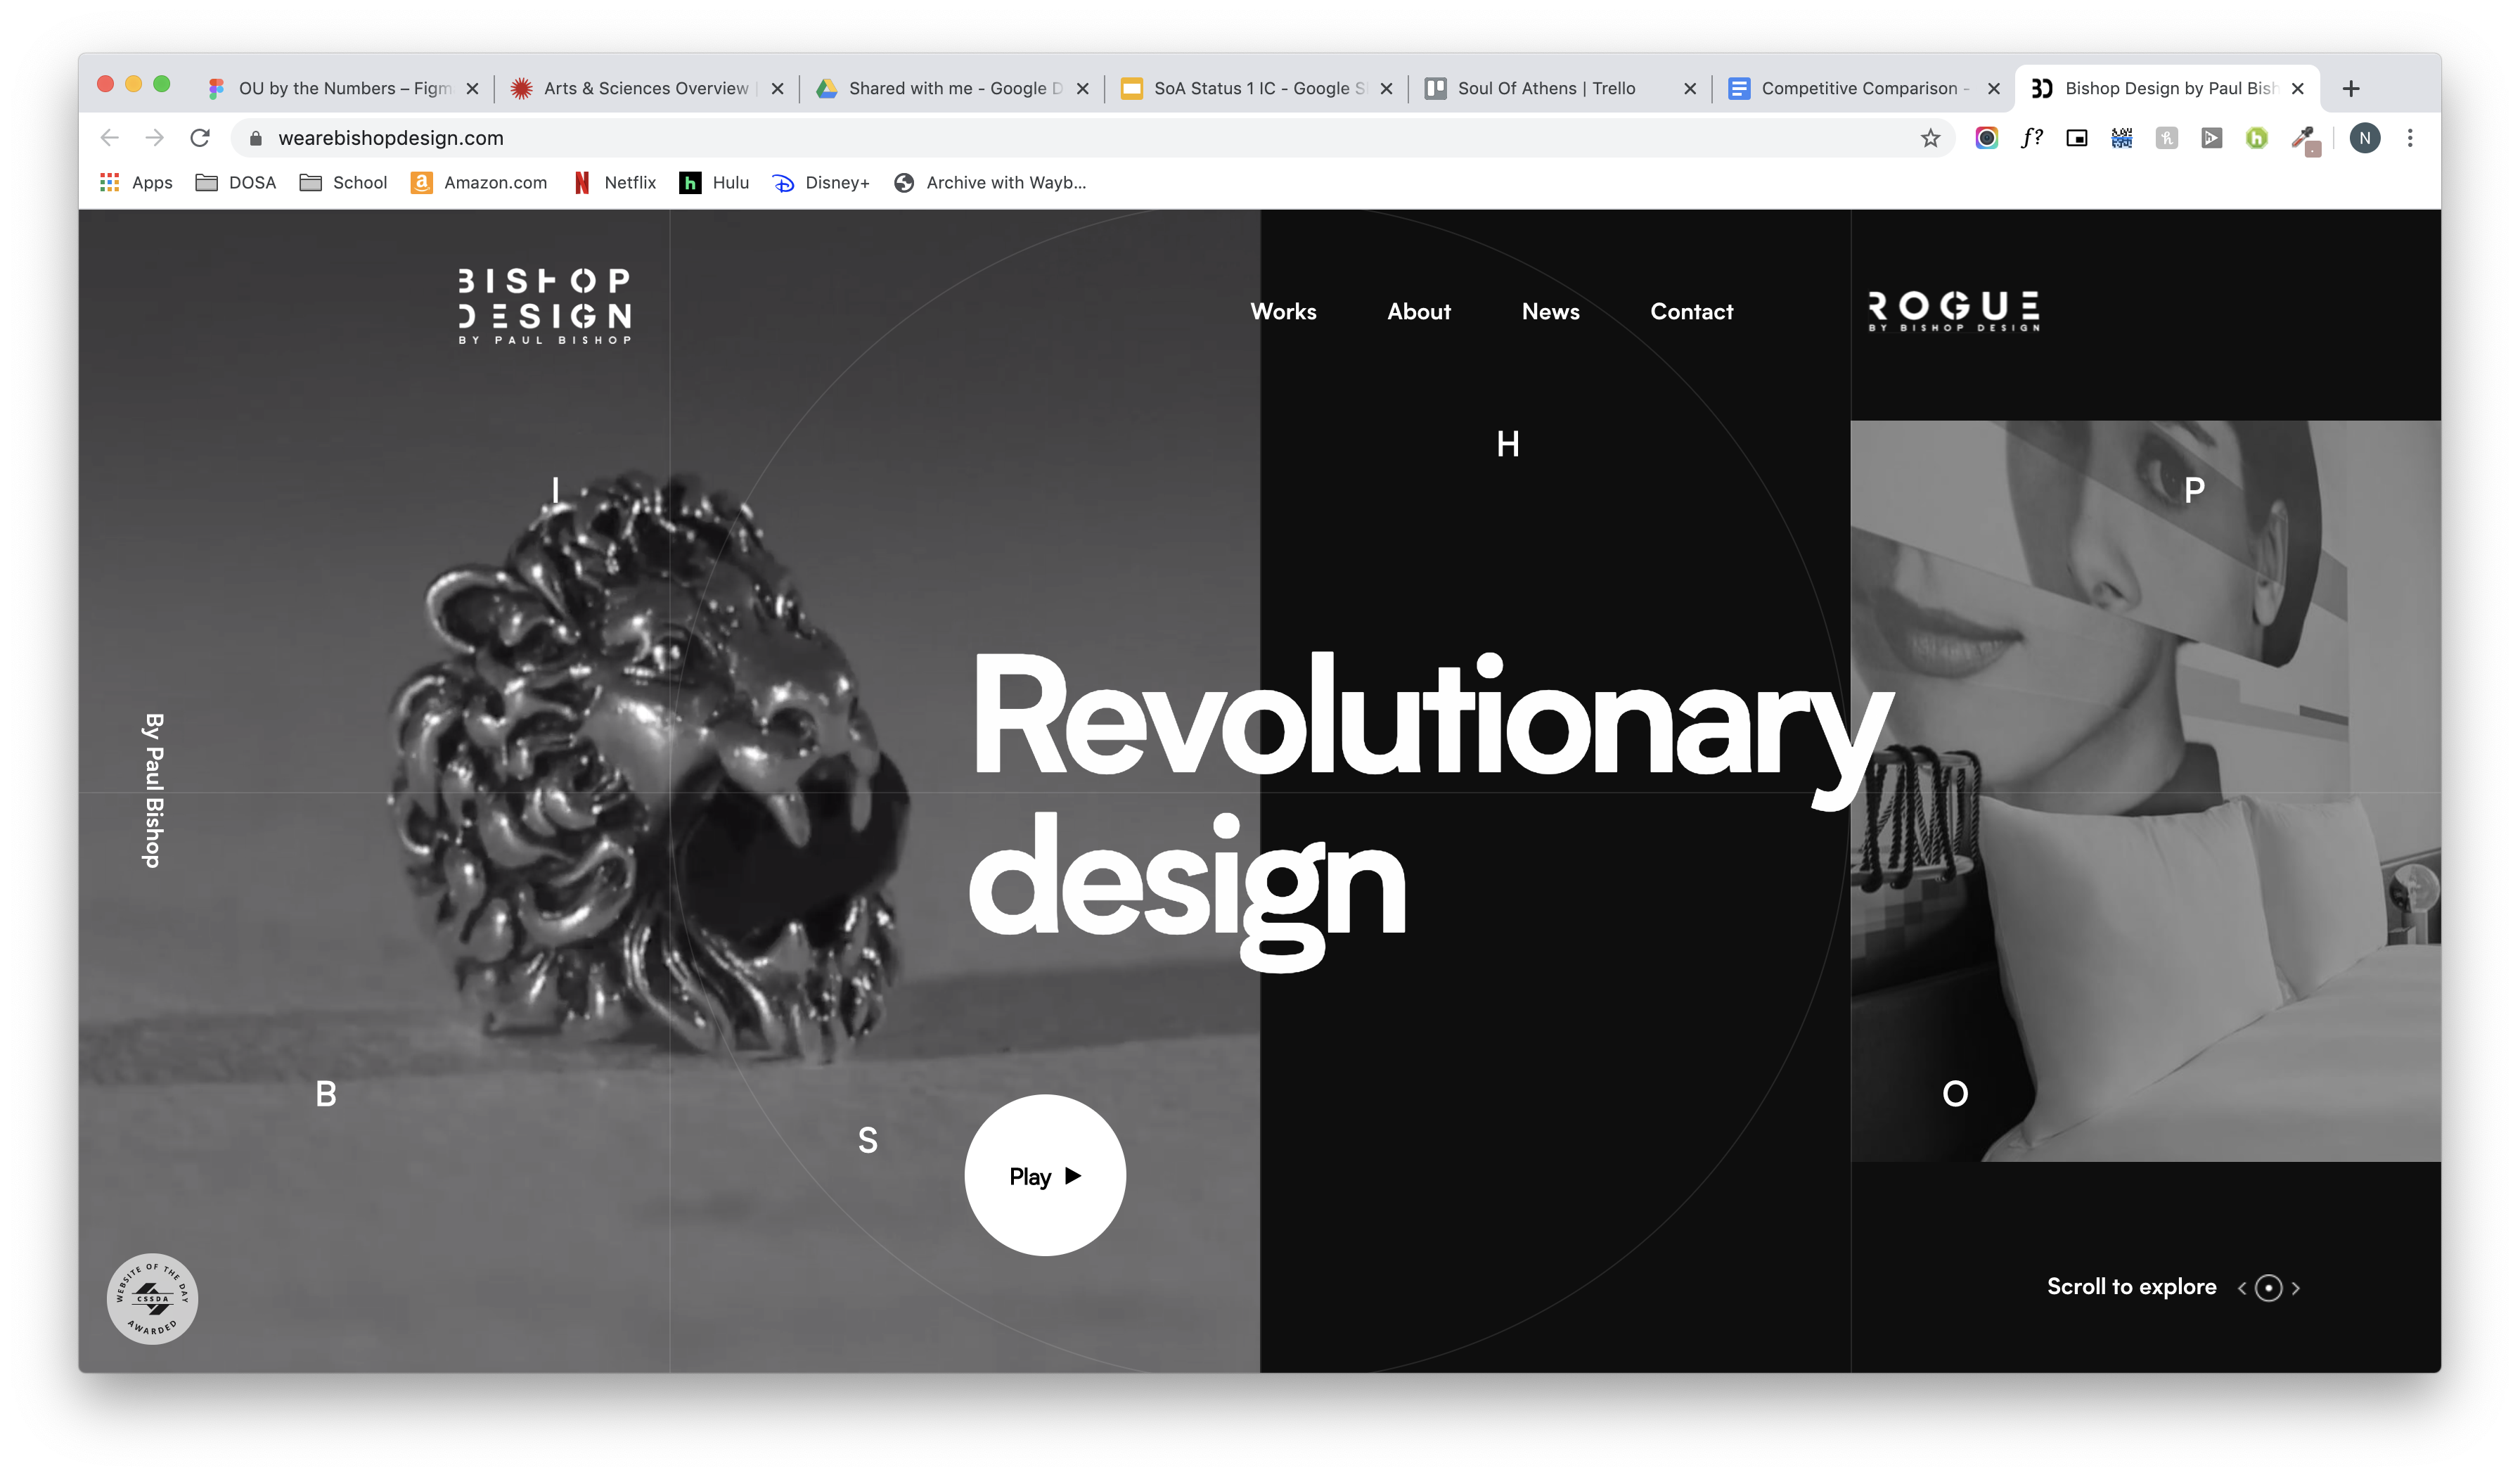 OU by the Numbers – Figm
Arts & Sciences Overview
Shared with me - Google D
SoA Status 1 IC - Google S
Soul Of Athens | Trello
Competitive Comparison -
Bishop Design by Paul Bish
wearbishopdesign.com
f?
N
Apps
DOSA
School
Amazon.com
Netflix
Hulu
Disney+
Archive with Wayb...
BISHOP
DESIGN
BY PAUL BISHOP
Works
About
News
Contact
ROGUE
BY BISHOP DESIGN
H
I
P
Revolutionary
design
By Paul Bishop
B
O
S
Play
WEBSITE OF THE DAY
CSSDA
AWARDED
Scroll to explore